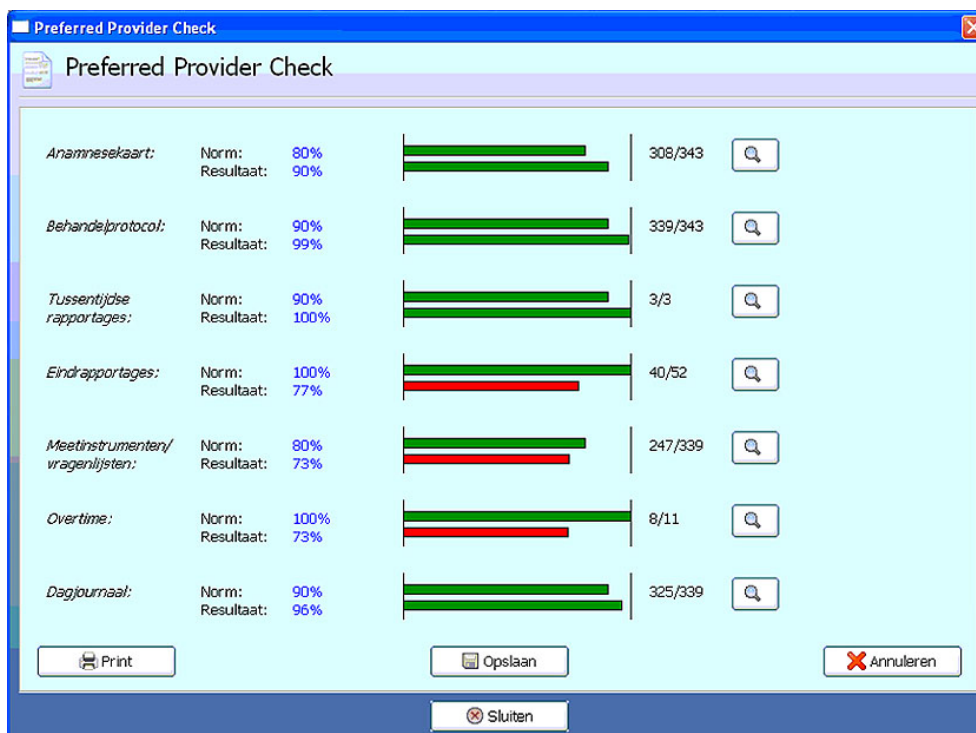 Preferred Provider Check
Preferred Provider Check
Anamnesekaart: Norm: 80% 308/343
Resultaat: 90%
Behandelprotocol: Norm: 90% 339/343
Resultaat: 99%
Tussentijdse Norm: 90% 3/3
rapportages: Resultaat: 100%
Eindrapportages: Norm: 100% 40/52
Resultaat: 77%
Meetinstrumenten/ Norm: 80% 247/339
vragenlijsten: Resultaat: 73%
Overtime: Norm: 100% 8/11
Resultaat: 73%
Dagjournaal: Norm: 90% 325/339
Resultaat: 96%
Print Opslaan Annuleren
Sluiten